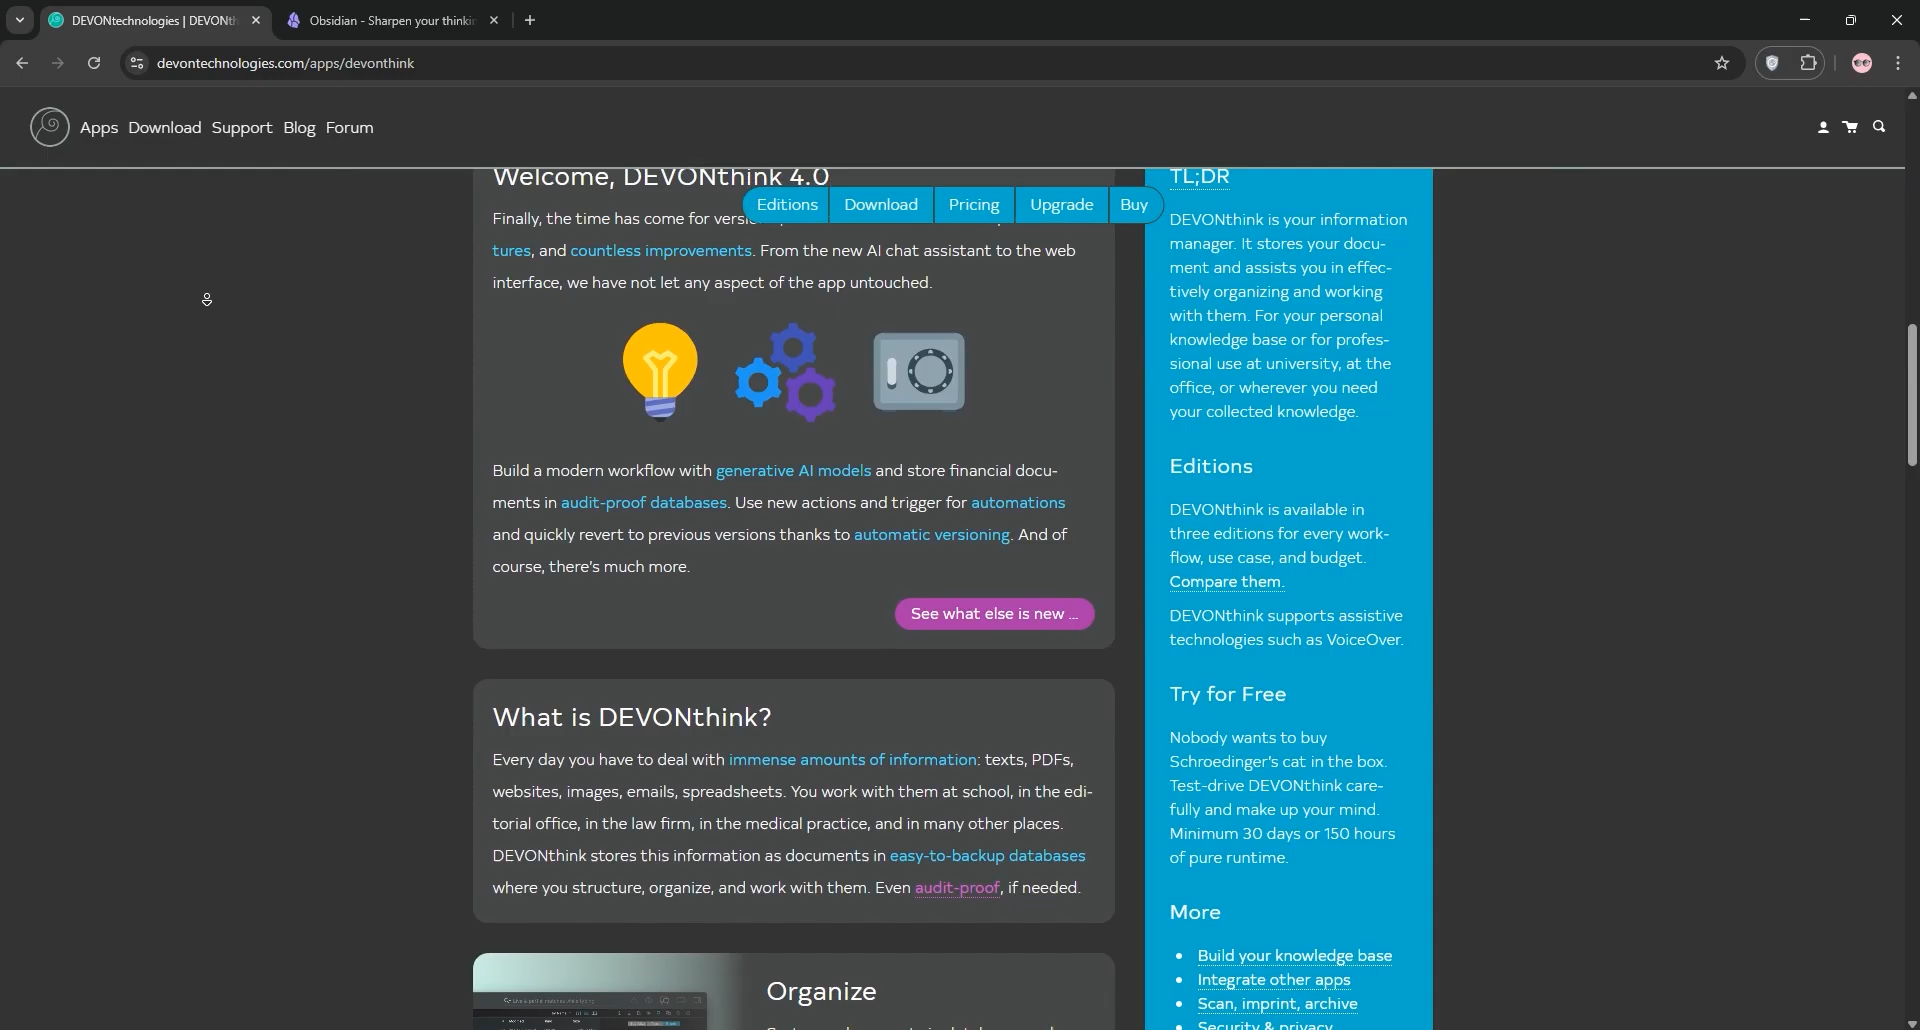 DEVONtechnologies | DEVONth
Obsidian - Sharpen your thinkin
devontechnologies.com/apps/devonthink
Apps Download Support Blog Forum
Welcome, DEVONthink 4.0
Editions Download Pricing Upgrade Buy
Finally, the time has come for versi
tures, and countless improvements. From the new AI chat assistant to the web
interface, we have not let any aspect of the app untouched.
Build a modern workflow with generative AI models and store financial docu-
ments in audit-proof databases. Use new actions and trigger for automations
and quickly revert to previous versions thanks to automatic versioning. And of
course, there's much more.
See what else is new ...
What is DEVONthink?
Every day you have to deal with immense amounts of information: texts, PDFs,
websites, images, emails, spreadsheets. You work with them at school, in the edi-
torial office, in the law firm, in the medical practice, and in many other places.
DEVONthink stores this information as documents in easy-to-backup databases
where you structure, organize, and work with them. Even audit-proof, if needed.
Organize
TL;DR
DEVONthink is your information
manager. It stores your docu-
ment and assists you in effec-
tively organizing and working
with them. For your personal
knowledge base or for profes-
sional use at university, at the
office, or wherever you need
your collected knowledge.
Editions
DEVONthink is available in
three editions for every work-
flow, use case, and budget.
Compare them.
DEVONthink supports assistive
technologies such as VoiceOver.
Try for Free
Nobody wants to buy
Schroedinger's cat in the box.
Test-drive DEVONthink care-
fully and make up your mind.
Minimum 30 days or 150 hours
of pure runtime.
More
• Build your knowledge base
• Integrate other apps
• Scan, imprint, archive
• Security & privacy